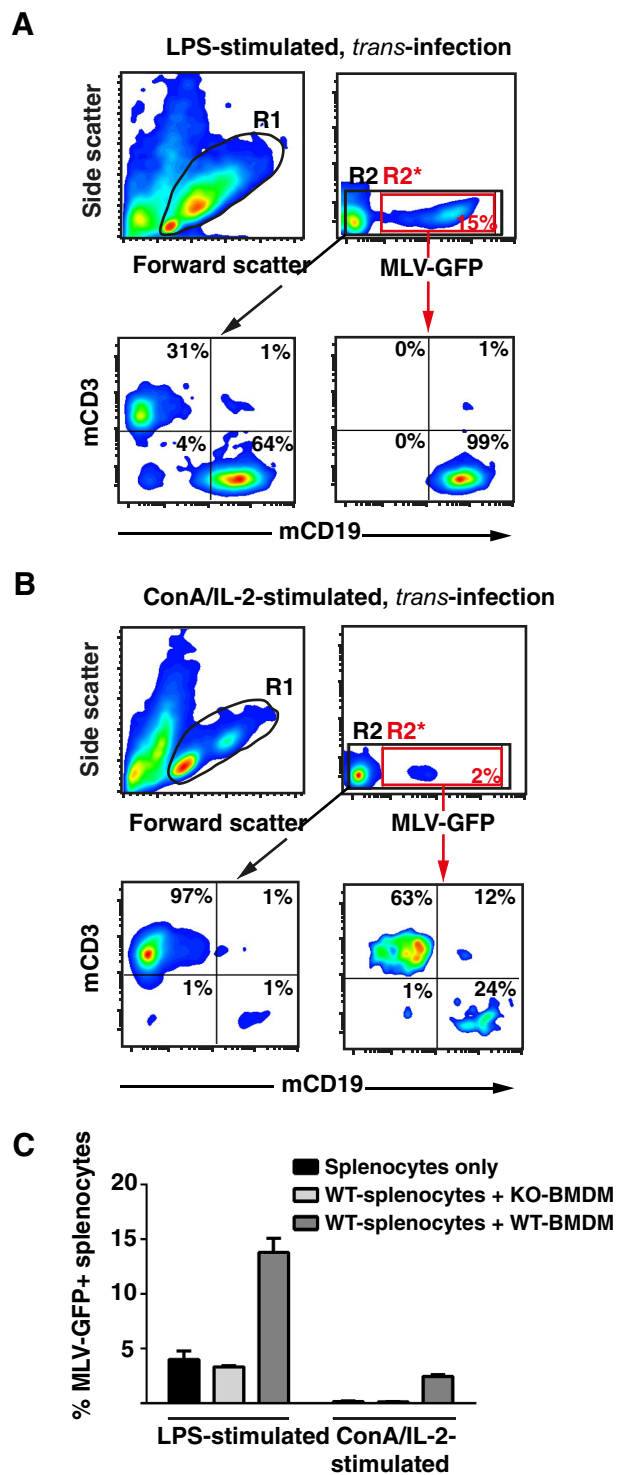 A
LPS-stimulated, trans-infection
Side scatter
R1
R2 R2*
15%
Forward scatter
MLV-GFP
mCD3
31% 1%
4% 64%
0% 1%
0% 99%
mCD19
B
ConA/IL-2-stimulated, trans-infection
Side scatter
R1
R2 R2*
2%
Forward scatter
MLV-GFP
mCD3
97% 1%
1% 1%
63% 12%
1% 24%
mCD19
C
% MLV-GFP+ splenocytes
Splenocytes only
WT-splenocytes + KO-BMDM
WT-splenocytes + WT-BMDM
20
15
10
5
LPS-stimulated
ConA/IL-2-
stimulated